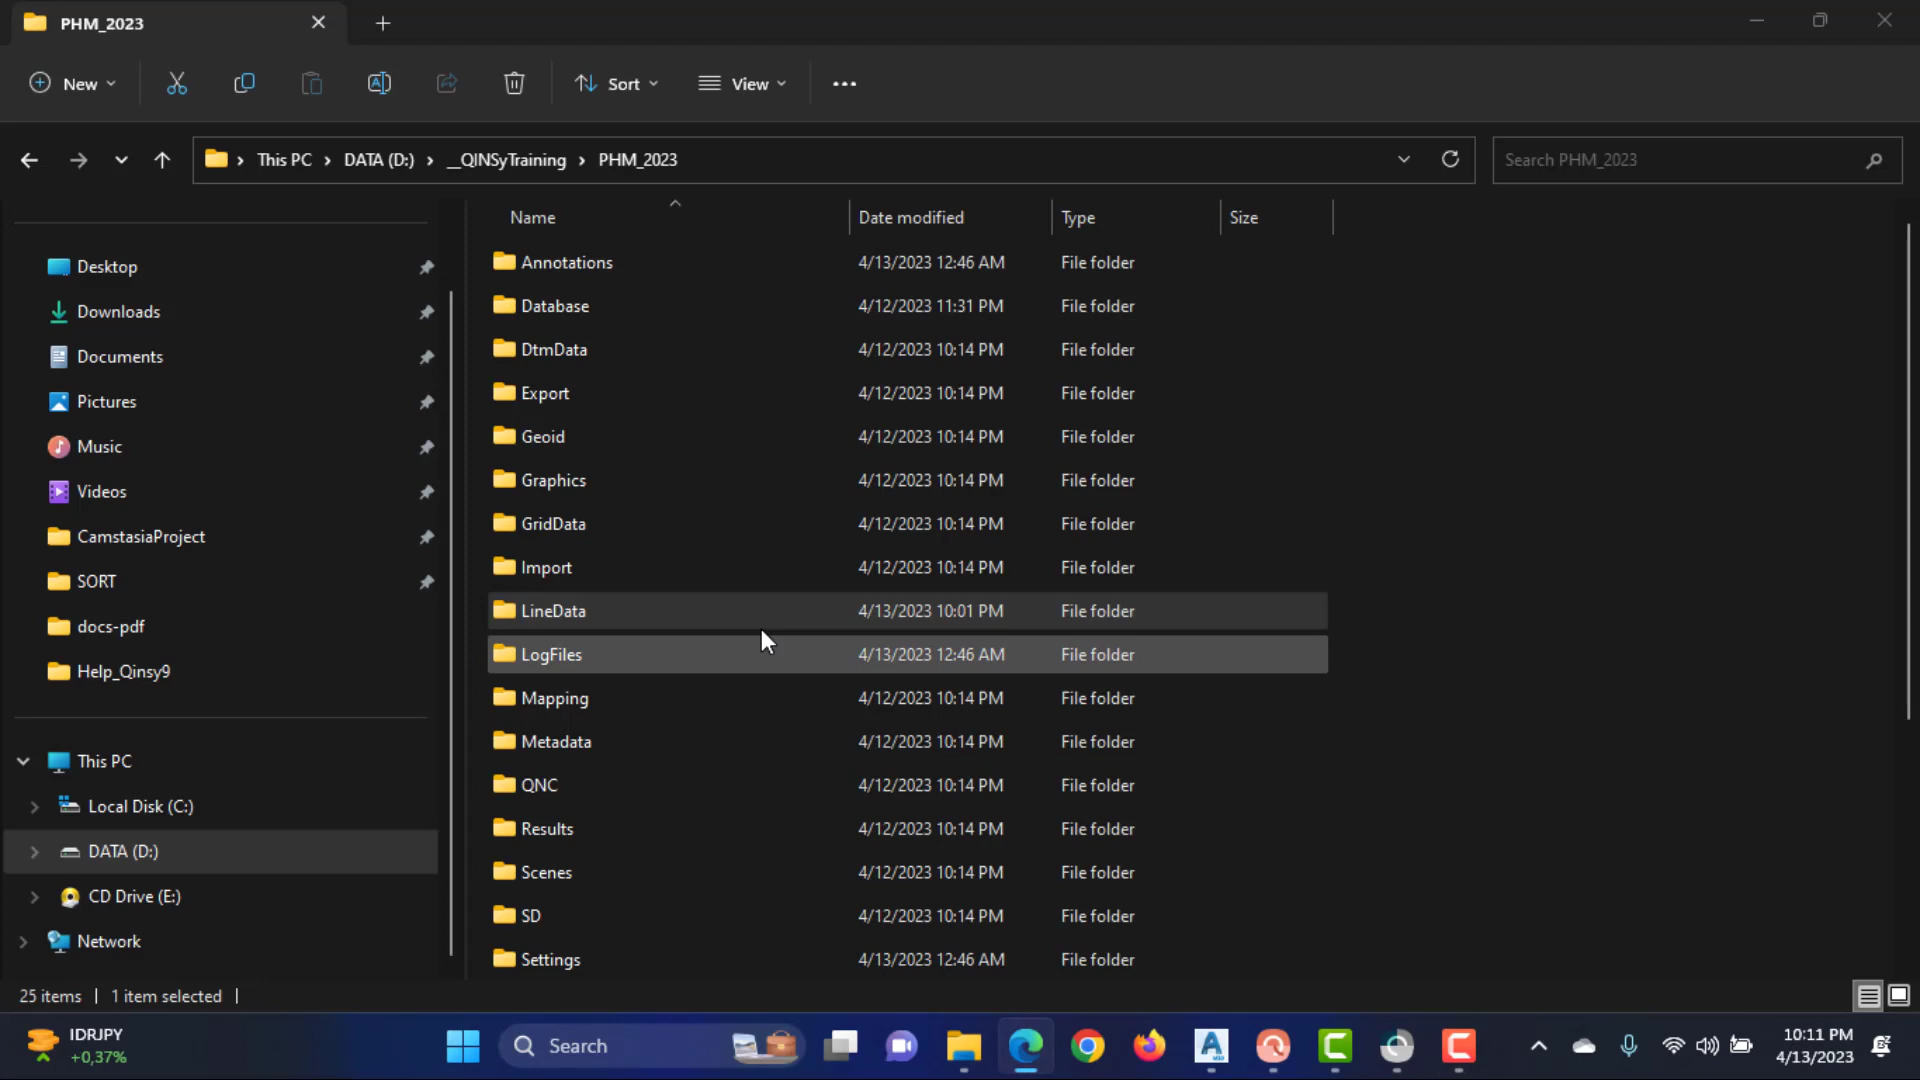 PHM_2023
New
Sort
View
This PC
DATA (D:)
__QINSyTraining
PHM_2023
Search PHM_2023
Name
Date modified
Type
Size
Desktop
Downloads
Documents
Pictures
Music
Videos
CamstasiaProject
SORT
docs-pdf
Help_Qinsy9
This PC
Local Disk (C:)
DATA (D:)
CD Drive (E:)
Network
Annotations 4/13/2023 12:46 AM File folder
Database 4/12/2023 11:31 PM File folder
DtmData 4/12/2023 10:14 PM File folder
Export 4/12/2023 10:14 PM File folder
Geoid 4/12/2023 10:14 PM File folder
Graphics 4/12/2023 10:14 PM File folder
GridData 4/12/2023 10:14 PM File folder
Import 4/12/2023 10:14 PM File folder
LineData 4/13/2023 10:01 PM File folder
LogFiles 4/13/2023 12:46 AM File folder
Mapping 4/12/2023 10:14 PM File folder
Metadata 4/12/2023 10:14 PM File folder
QNC 4/12/2023 10:14 PM File folder
Results 4/12/2023 10:14 PM File folder
Scenes 4/12/2023 10:14 PM File folder
SD 4/12/2023 10:14 PM File folder
Settings 4/13/2023 12:46 AM File folder
25 items
1 item selected
IDRJPY
+0,37%
Search
10:11 PM
4/13/2023